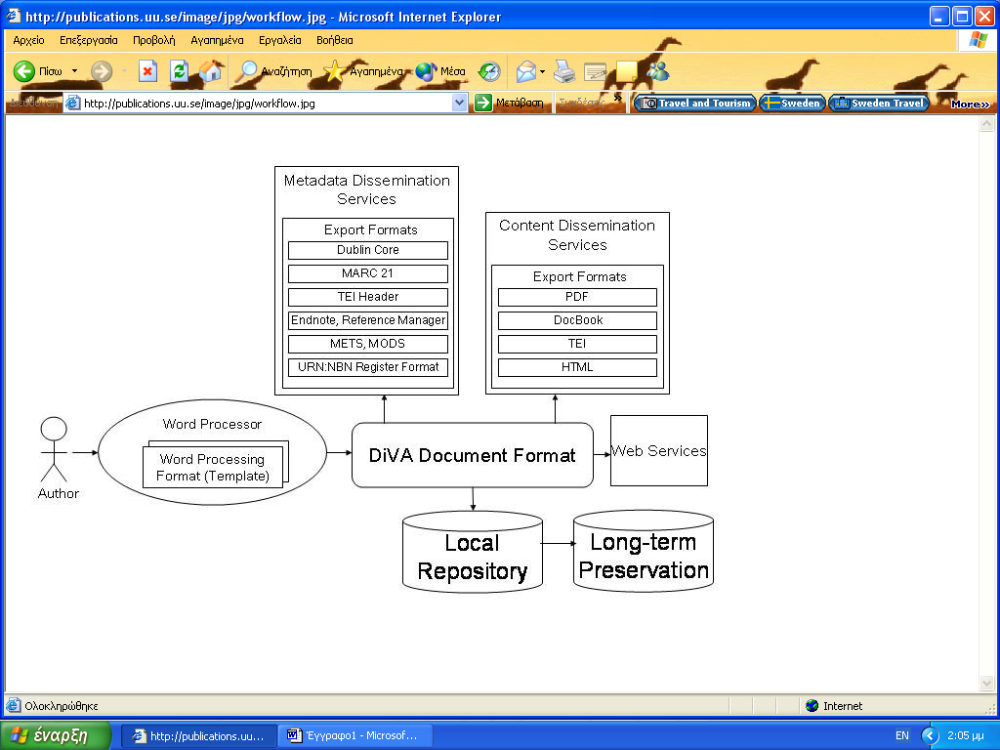 http://publications.uu.se/image/jpg/workflow.jpg - Microsoft Internet Explorer
Αρχείο Επεξεργασία Προβολή Αγαπημένα Εργαλεία Βοήθεια
Πίσω Αναζήτηση Αγαπημένα Μέσα
Διεύθυνση http://publications.uu.se/image/jpg/workflow.jpg Μετάβαση Συνδέσεις » Travel and Tourism Sweden Sweden Travel More»
Metadata Dissemination
Services
Export Formats
Dublin Core
MARC 21
TEI Header
Endnote, Reference Manager
METS, MODS
URN:NBN Register Format
Content Dissemination
Services
Export Formats
PDF
DocBook
TEI
HTML
Author
Word Processor
Word Processing
Format (Template)
DiVA Document Format
Web Services
Local
Repository
Long-term
Preservation
Ολοκληρώθηκε Internet
έναρξη http://publications.uu... Έγγραφο1 - Microsof... EN 2:05 μμ